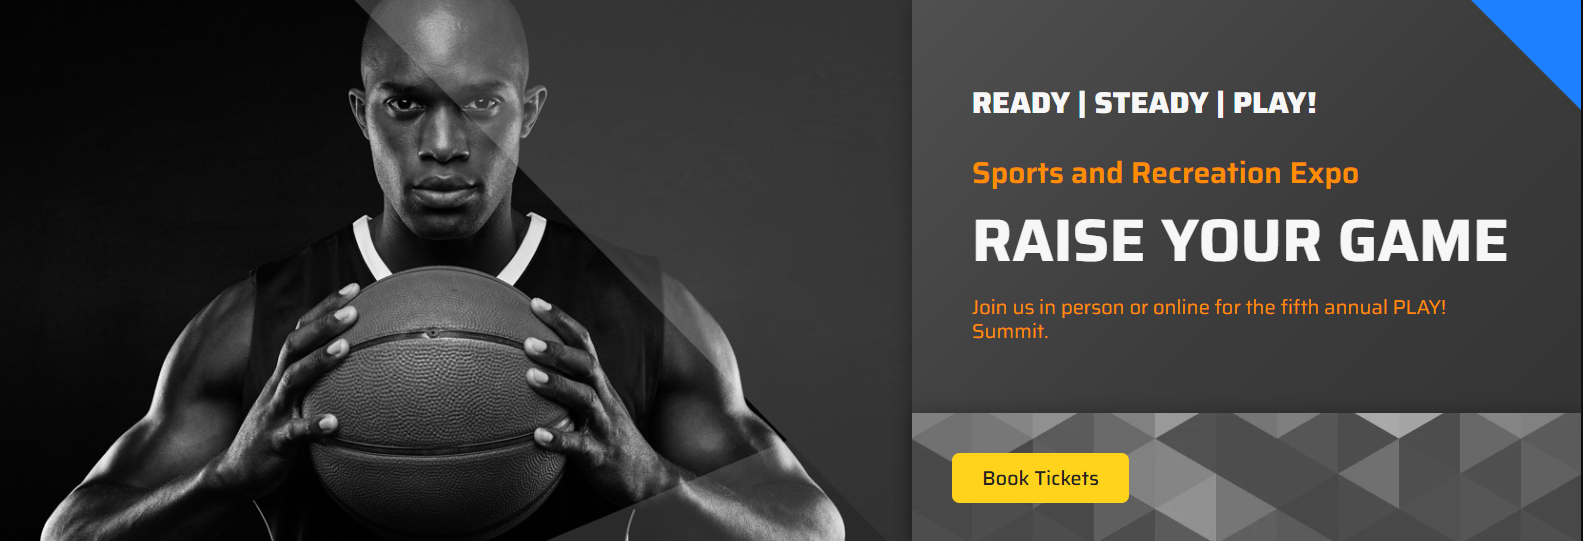 READY | STEADY | PLAY!
Sports and Recreation Expo
RAISE YOUR GAME
Join us in person or online for the fifth annual PLAY!
Summit.
Book Tickets